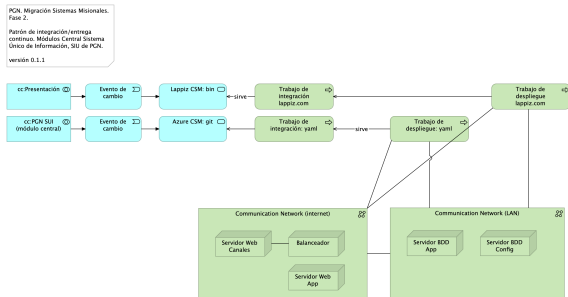 PGN. Migración Sistemas Misionales.
Fase 2.
Patrón de integración/entrega
continuo. Módulos Central Sistema
Único de Información, SIU de PGN.
versión 0.1.1
cc:Presentación
Evento de
cambio
Lappiz CSM: bin
sirve
Trabajo de
integración
lappiz.com
Trabajo de
despliegue
lappiz.com
cc:PGN SUI
(módulo central)
Evento de
cambio
Azure CSM: git
Trabajo de
integración: yaml
sirve
Trabajo de
despliegue: yaml
Communication Network (internet)
Communication Network (LAN)
Servidor Web
Canales
Balanceador
Servidor BDD
App
Servidor BDD
Config
Servidor Web
App